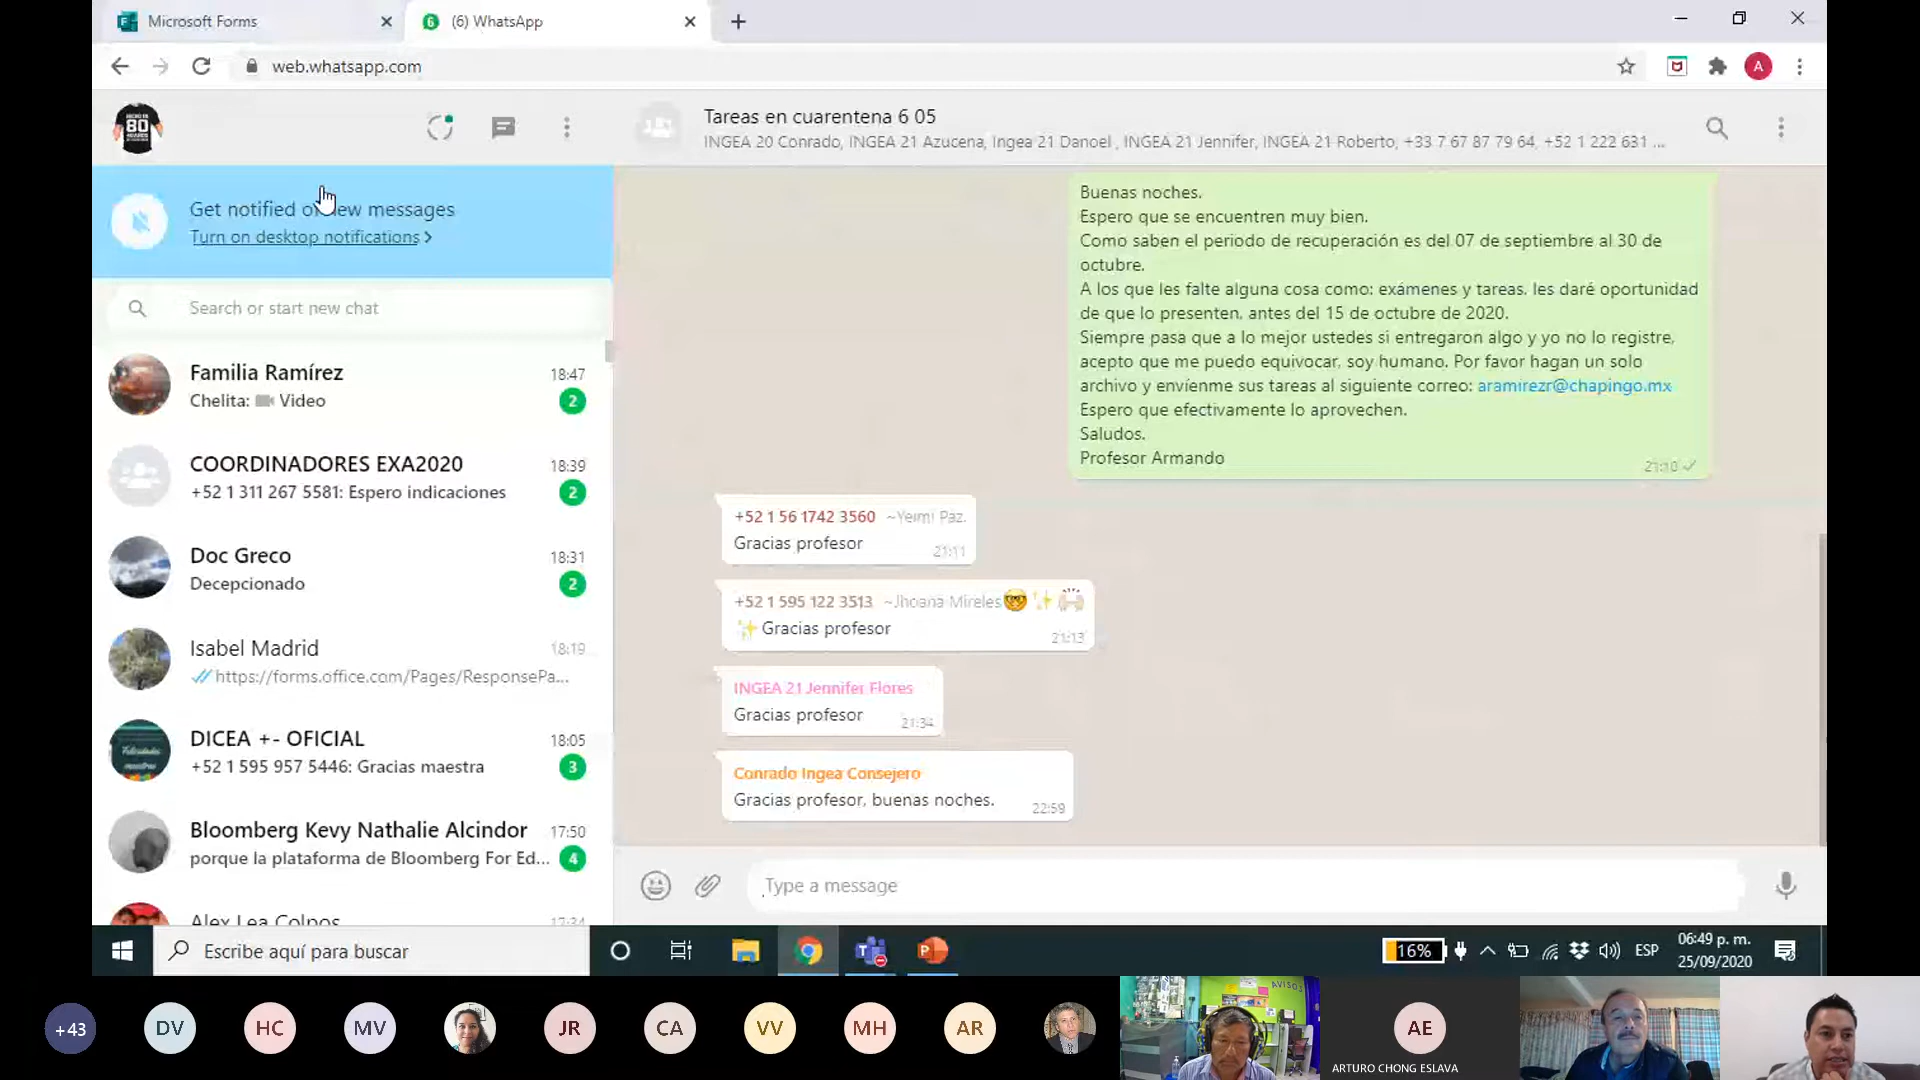 Microsoft Forms
(6) WhatsApp
web.whatsapp.com
A
80
Tareas en cuarentena 6 05
INGEA 20 Conrado, INGEA 21 Azucena, Ingea 21 Danoel , INGEA 21 Jennifer, INGEA 21 Roberto, +33 7 67 87 79 64, +52 1 222 631 ...
Get notified of new messages
Turn on desktop notifications >
Search or start new chat
Familia Ramírez 18:47
Chelita: Video 2
COORDINADORES EXA2020 18:39
+52 1 311 267 5581: Espero indicaciones 2
Doc Greco 18:31
Decepcionado 2
Isabel Madrid 18:19
https://forms.office.com/Pages/ResponsePa...
DICEA +- OFICIAL 18:05
+52 1 595 957 5446: Gracias maestra 3
Bloomberg Kevy Nathalie Alcindor 17:50
porque la plataforma de Bloomberg For Ed... 4
Alex Lea Colpos 17:34
Buenas noches.
Espero que se encuentren muy bien.
Como saben el periodo de recuperación es del 07 de septiembre al 30 de
octubre.
A los que les falte alguna cosa como: exámenes y tareas. les daré oportunidad
de que lo presenten. antes del 15 de octubre de 2020.
Siempre pasa que a lo mejor ustedes si entregaron algo y yo no lo registre,
acepto que me puedo equivocar, soy humano. Por favor hagan un solo
archivo y envíenme sus tareas al siguiente correo: aramirezr@chapingo.mx
Espero que efectivamente lo aprovechen.
Saludos.
Profesor Armando
21:10
+52 1 56 1742 3560 ~Yeimi Paz.
Gracias profesor 21:11
+52 1 595 122 3513 ~Jhoana Mireles
Gracias profesor 21:13
INGEA 21 Jennifer Flores
Gracias profesor 21:34
Conrado Ingea Consejero
Gracias profesor, buenas noches. 22:59
Type a message
Escribe aquí para buscar
16%
ESP
06:49 p. m.
25/09/2020
+43
DV
HC
MV
JR
CA
VV
MH
AR
AVISOS
AE
ARTURO CHONG ESLAVA